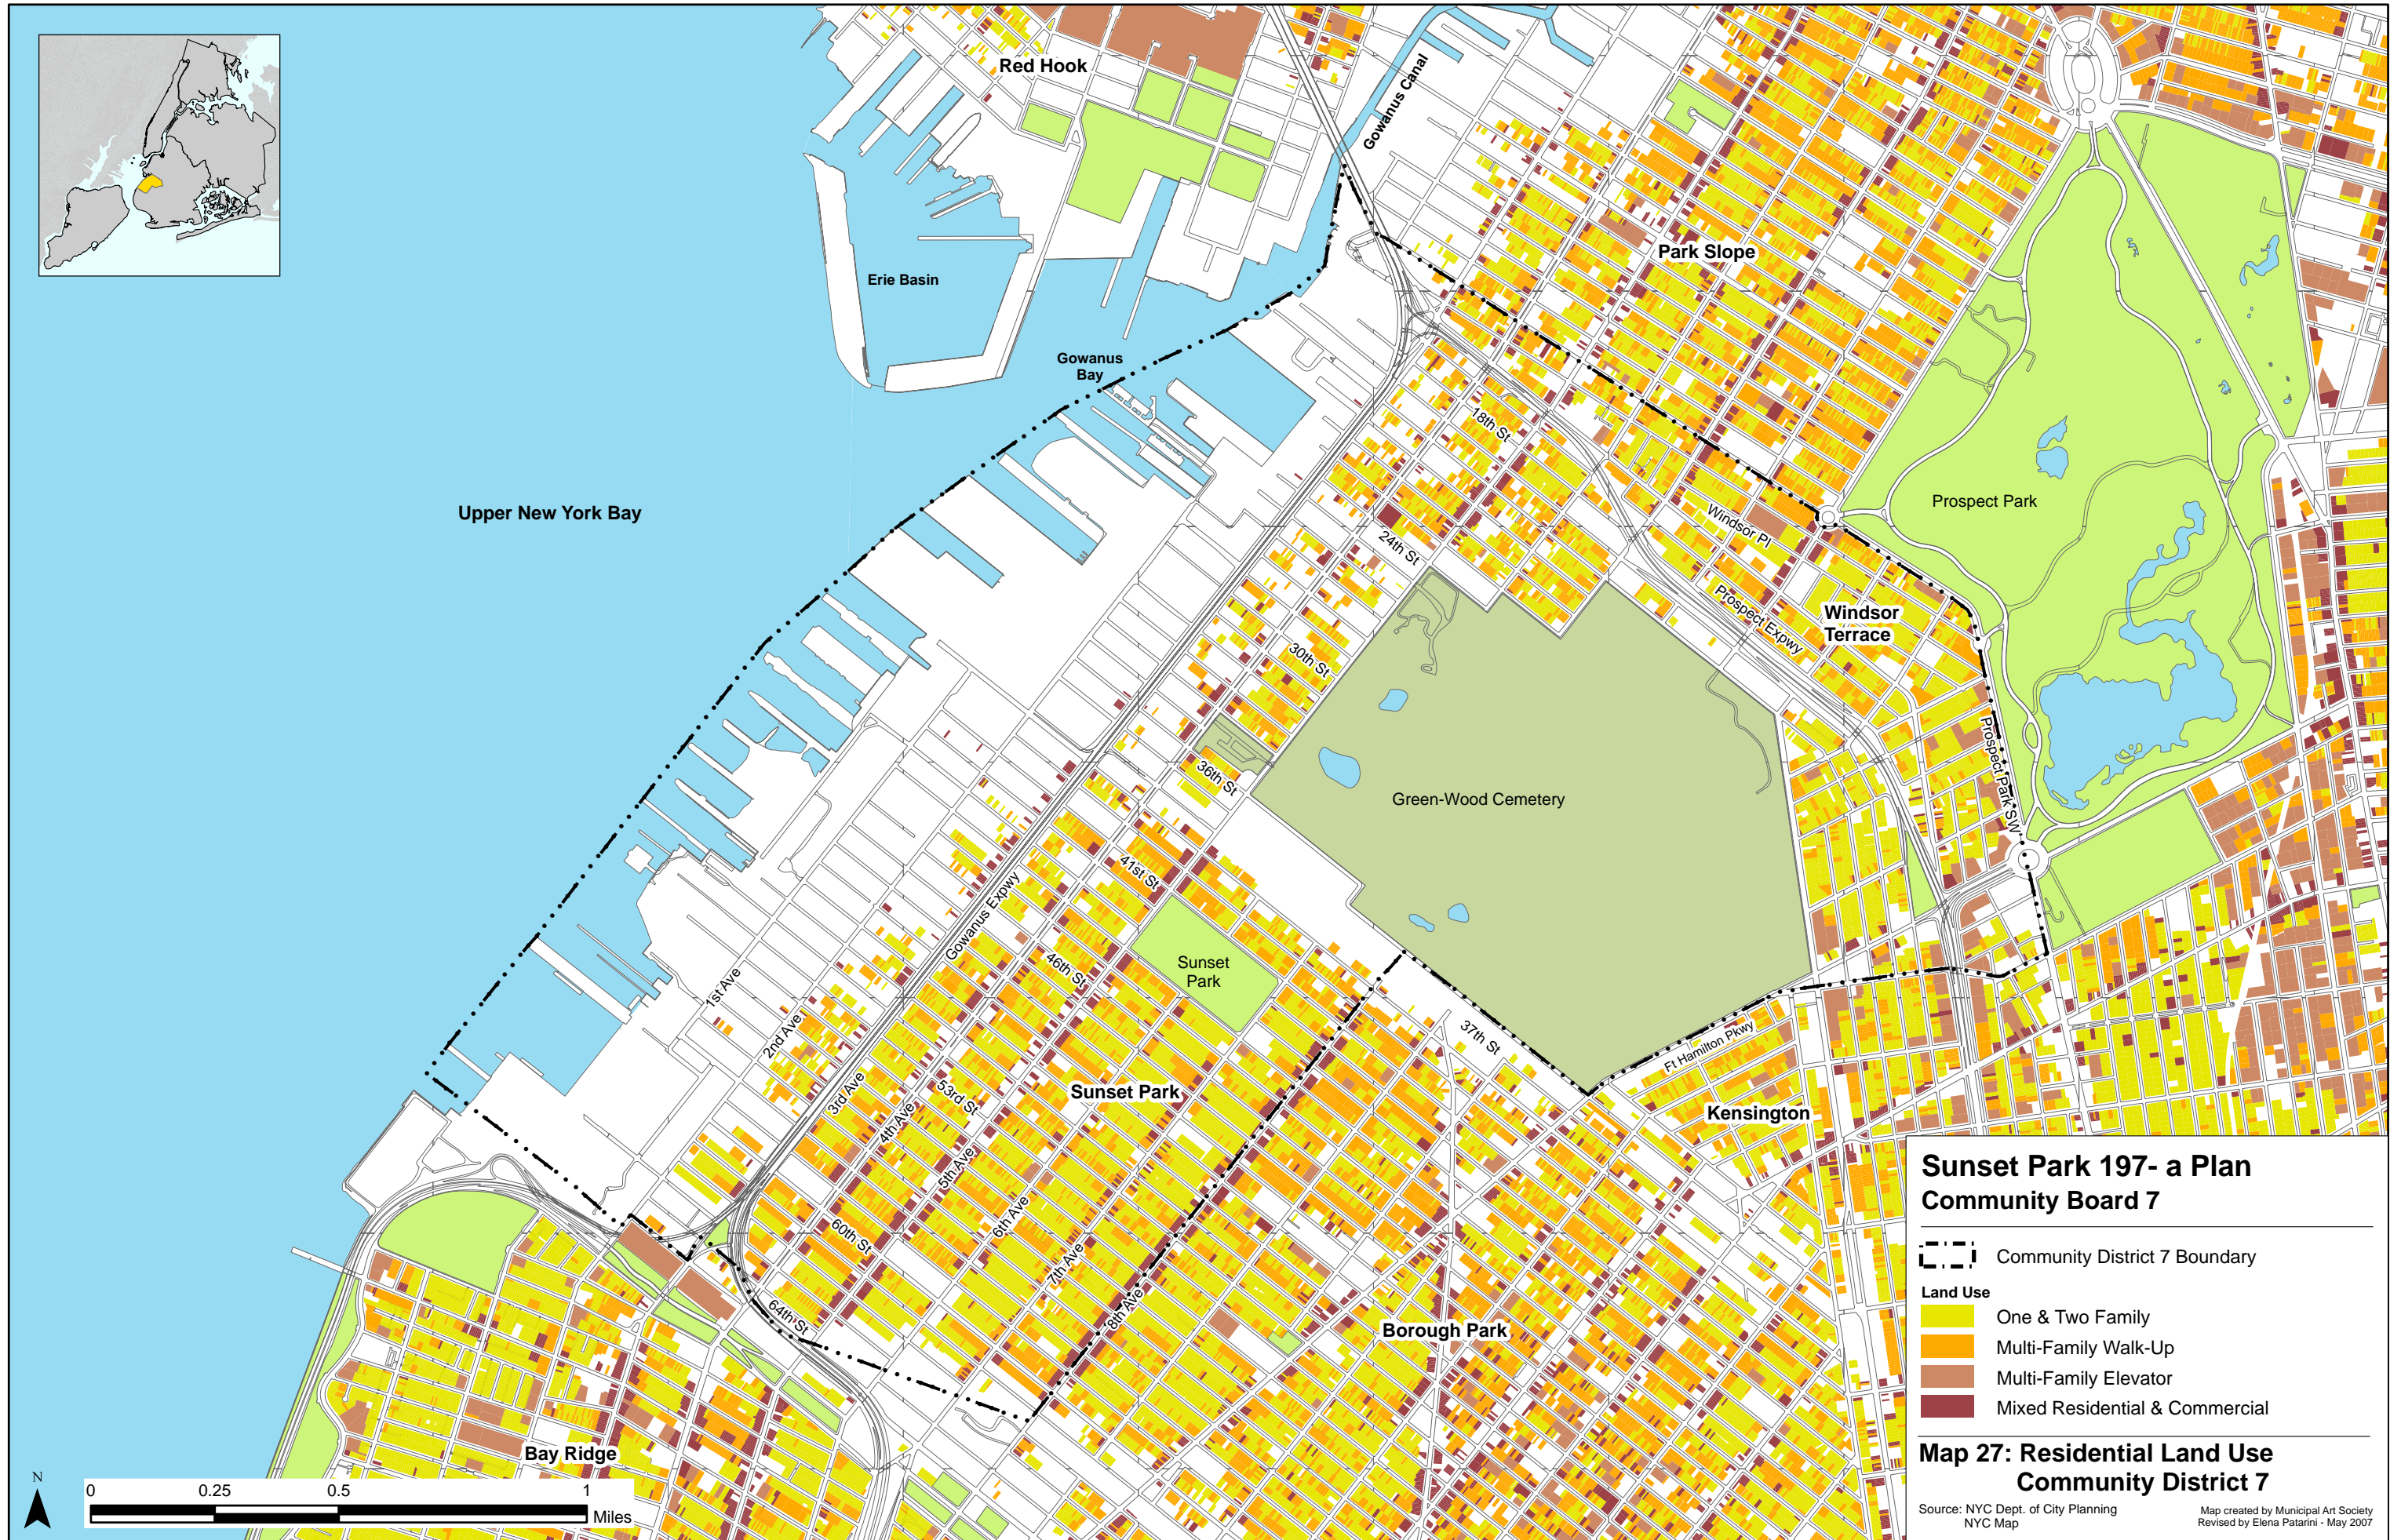 Red Hook
Gowanus Canal
Erie Basin
Park Slope
Gowanus
Bay
18th St
Upper New York Bay
Prospect Park
Windsor Pl
24th St
Prospect Expwy
Windsor
Terrace
30th St
Prospect Park SW
36th St
Green-Wood Cemetery
41st St
Gowanus Expwy
Sunset
Park
46th St
1st Ave
2nd Ave
37th St
Ft Hamilton Pkwy
3rd Ave
53rd St
Sunset Park
4th Ave
Kensington
5th Ave
6th Ave
60th St
7th Ave
8th Ave
64th St
Borough Park
Bay Ridge
N
0 0.25 0.5 1
Miles
Sunset Park 197- a Plan
Community Board 7
Community District 7 Boundary
Land Use
One & Two Family
Multi-Family Walk-Up
Multi-Family Elevator
Mixed Residential & Commercial
Map 27: Residential Land Use
Community District 7
Source: NYC Dept. of City Planning
NYC Map
Map created by Municipal Art Society
Revised by Elena Patarini - May 2007